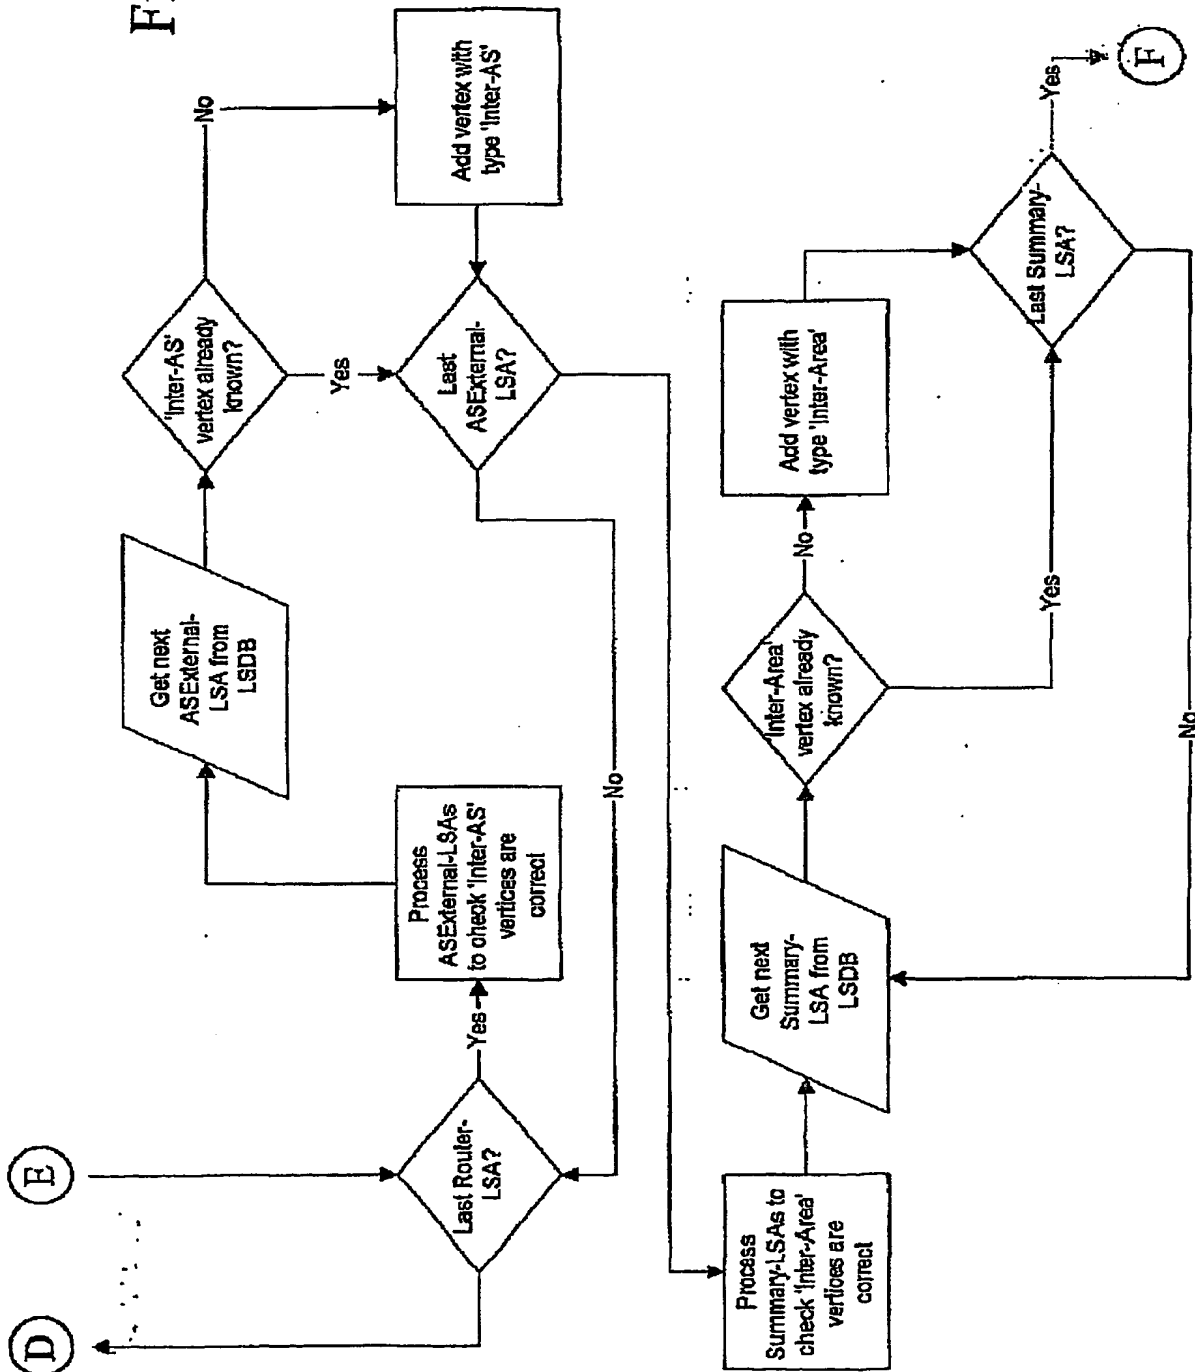 D
E
Last Router-
LSA?
Yes
Process
ASExternal-LSAs
to check 'Inter-AS'
vertices are
correct
Get next
ASExternal-
LSA from
LSDB
'Inter-AS'
vertex already
known?
No
Yes
Add vertex with
type 'Inter-AS'
Last
ASExternal-
LSA?
No
Process
Summary-LSAs to
check 'Inter-Area'
vertices are
correct
Get next
Summary-
LSA from
LSDB
'Inter-Area'
vertex already
known?
No
Yes
Add vertex with
type 'Inter-Area'
Last Summary-
LSA?
Yes
No
F